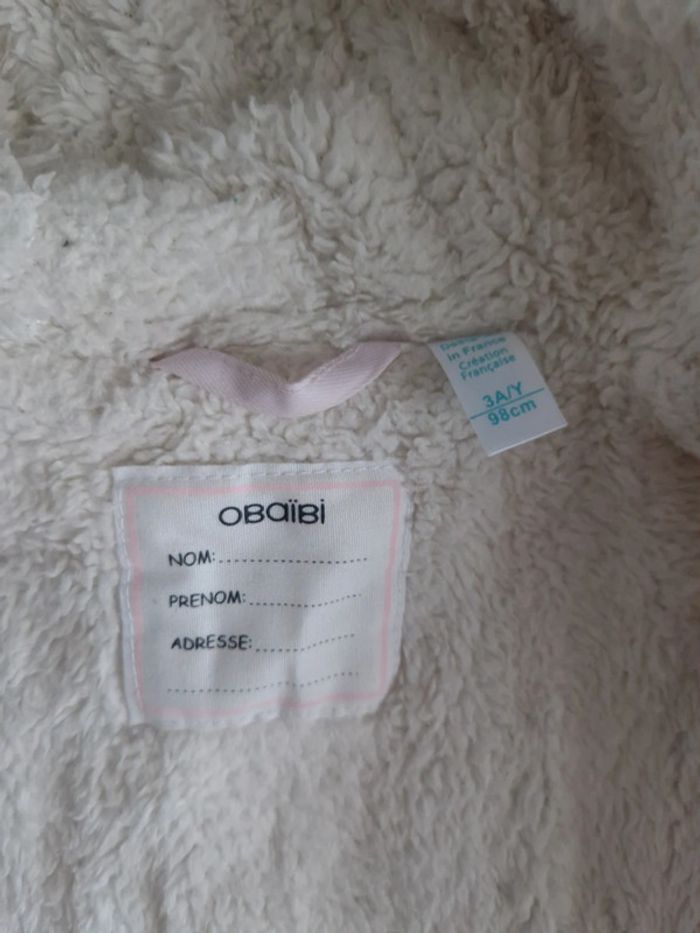 in France
Création
Française
3A/Y
98cm
OBaïBi
NOM:
PRENOM:
ADRESSE: